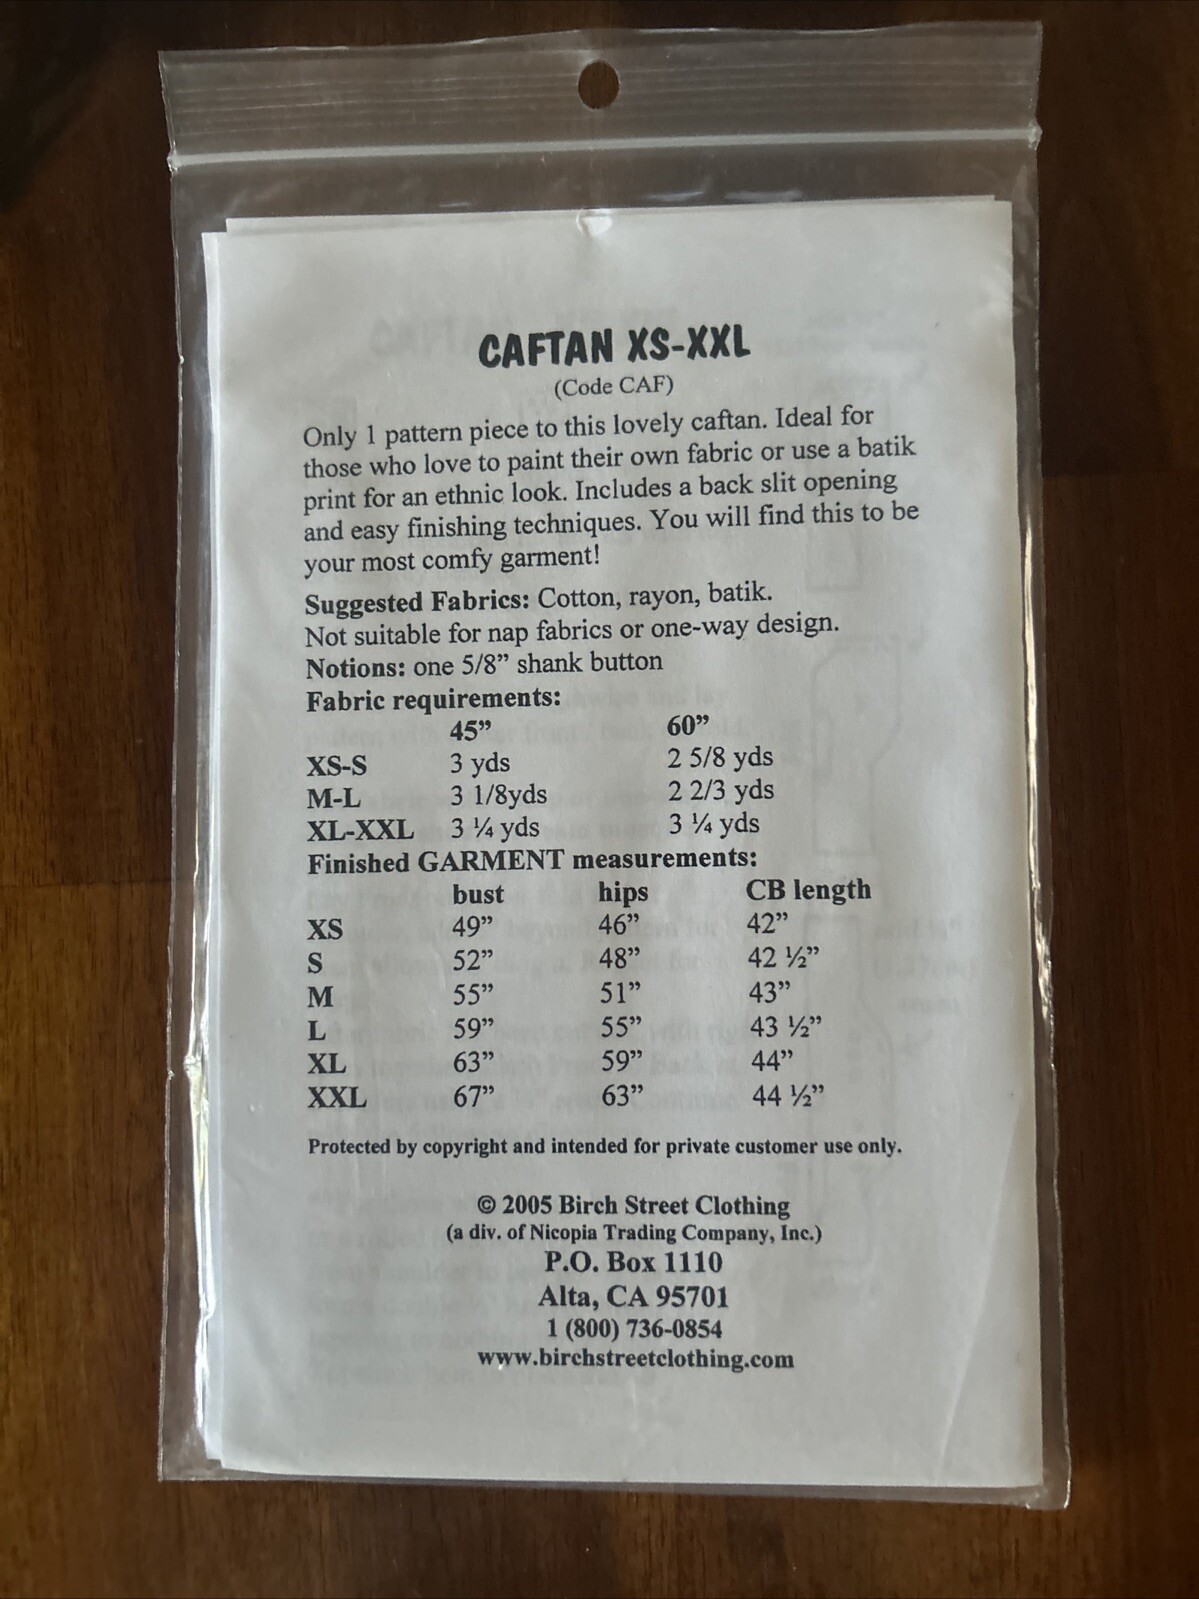 CAFTAN XS-XXL
(Code CAF)
Only 1 pattern piece to this lovely caftan. Ideal for
those who love to paint their own fabric or use a batik
print for an ethnic look. Includes a back slit opening
and easy finishing techniques. You will find this to be
your most comfy garment!
Suggested Fabrics: Cotton, rayon, batik.
Not suitable for nap fabrics or one-way design.
Notions: one 5/8” shank button
Fabric requirements:
45” 60”
XS-S 3 yds 2 5/8 yds
M-L 3 1/8yds 2 2/3 yds
XL-XXL 3 ¼ yds 3 ¼ yds
Finished GARMENT measurements:
bust hips CB length
XS 49” 46” 42”
S 52” 48” 42 ½”
M 55” 51” 43”
L 59” 55” 43 ½”
XL 63” 59” 44”
XXL 67” 63” 44 ½”
Protected by copyright and intended for private customer use only.
© 2005 Birch Street Clothing
(a div. of Nicopia Trading Company, Inc.)
P.O. Box 1110
Alta, CA 95701
1 (800) 736-0854
www.birchstreetclothing.com